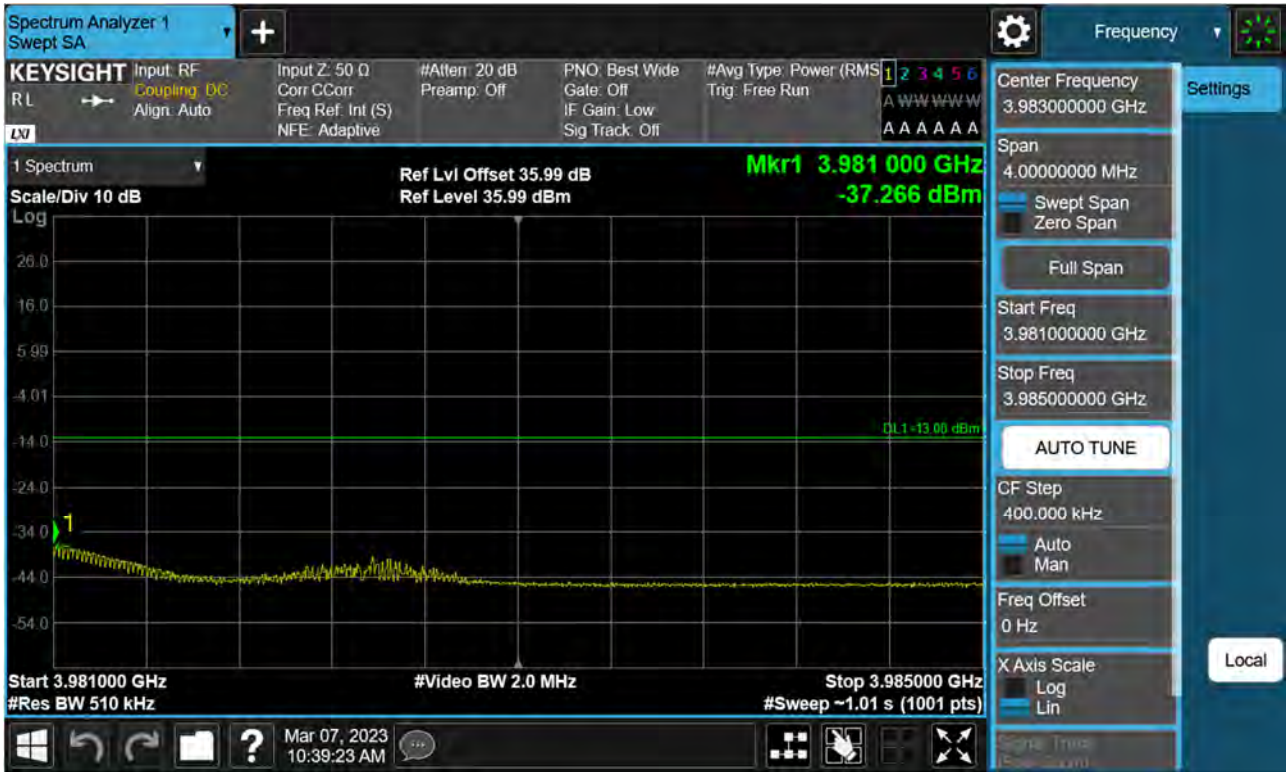 Spectrum Analyzer 1
Swept SA
+
Frequency
KEYSIGHT
RL
LXI
Input: RF
Coupling: DC
Align: Auto
Input Z: 50 Ω
Corr CCorr
Freq Ref: Int (S)
NFE: Adaptive
#Atten: 20 dB
Preamp: Off
PNO: Best Wide
Gate: Off
IF Gain: Low
Sig Track: Off
#Avg Type: Power (RMS
Trig: Free Run
1 2 3 4 5 6
A W W W W W
A A A A A A
1 Spectrum
Scale/Div 10 dB
Log
Ref Lvl Offset 35.99 dB
Ref Level 35.99 dBm
Mkr1 3.981 000 GHz
-37.266 dBm
26.0
16.0
5.99
-4.01
-14.0
-24.0
-34.0
-44.0
-54.0
DL1 -13.00 dBm
1
Start 3.981000 GHz
#Res BW 510 kHz
#Video BW 2.0 MHz
Stop 3.985000 GHz
#Sweep ~1.01 s (1001 pts)
Center Frequency
3.983000000 GHz
Span
4.00000000 MHz
Swept Span
Zero Span
Full Span
Start Freq
3.981000000 GHz
Stop Freq
3.985000000 GHz
AUTO TUNE
CF Step
400.000 kHz
Auto
Man
Freq Offset
0 Hz
X Axis Scale
Log
Lin
Settings
Local
?
Mar 07, 2023
10:39:23 AM